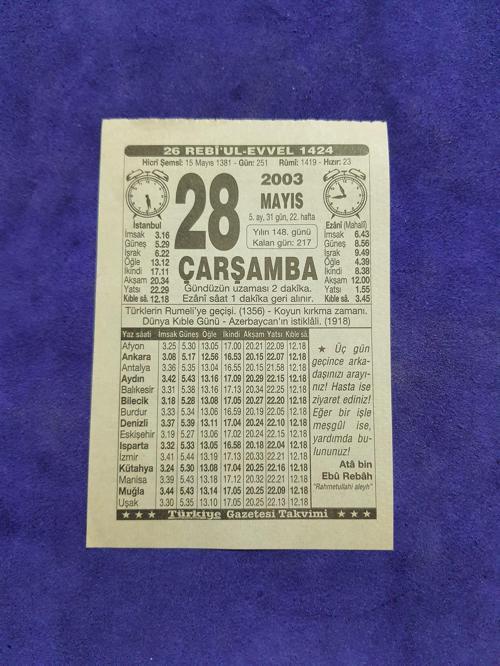 26 REBİ'UL-EVVEL 1424
Hicrî Şemsî: 15 Mayıs 1381 - Gün: 251 Rûmî: 1419 - Hızır: 23
28
2003
MAYIS
5. ay, 31 gün, 22. hafta
Yılın 148. günü
Kalan gün: 217
İstanbul
İmsak 3.16
Güneş 5.29
İşrak 6.22
Öğle 13.12
İkindi 17.11
Akşam 20.34
Yatsı 22.29
Kıble sâ. 12.18
Ezânî (Mahallî)
İmsak 6.43
Güneş 8.56
İşrak 9.49
Öğle 4.39
İkindi 8.38
Akşam 12.00
Yatsı 1.55
Kıble sâ. 3.45
ÇARŞAMBA
Gündüzün uzaması 2 dakîka.
Ezânî sâat 1 dakîka geri alınır.
Türklerin Rumeli'ye geçişi. (1356) - Koyun kırkma zamanı.
Dünya Kıble Günü - Azerbaycan'ın istiklâli. (1918)
Yaz sâati İmsak Güneş Öğle İkindi Akşam Yatsı Kıble sâ.
Afyon 3.25 5.30 13.05 17.00 20.21 22.09 12.18
Ankara 3.08 5.17 12.56 16.53 20.15 22.07 12.18
Antalya 3.36 5.35 13.04 16.55 20.15 21.58 12.18
Aydın 3.42 5.43 13.16 17.09 20.29 22.15 12.18
Balıkesir 3.31 5.38 13.16 17.13 20.34 22.25 12.18
Bilecik 3.18 5.28 13.08 17.05 20.27 22.20 12.18
Burdur 3.33 5.34 13.06 16.59 20.19 22.05 12.18
Denizli 3.37 5.39 13.11 17.04 20.24 22.10 12.18
Eskişehir 3.19 5.27 13.06 17.02 20.24 22.15 12.18
Isparta 3.32 5.33 13.05 16.58 20.18 22.04 12.18
İzmir 3.41 5.44 13.19 17.13 20.33 22.21 12.18
Kütahya 3.24 5.30 13.08 17.04 20.25 22.16 12.18
Manisa 3.39 5.43 13.18 17.12 20.33 22.22 12.18
Muğla 3.44 5.43 13.14 17.05 20.25 22.09 12.18
Uşak 3.30 5.35 13.10 17.05 20.25 22.13 12.18
★ Üç gün
geçince arka-
daşınızı arayı-
nız! Hasta ise
ziyaret ediniz!
Eğer bir işle
meşgûl ise,
yardımda bu-
lununuz!
Atâ bin
Ebû Rebâh
"Rahmetullahi aleyh"
★ ★ ★ Türkiye Gazetesi Takvimi ★ ★ ★